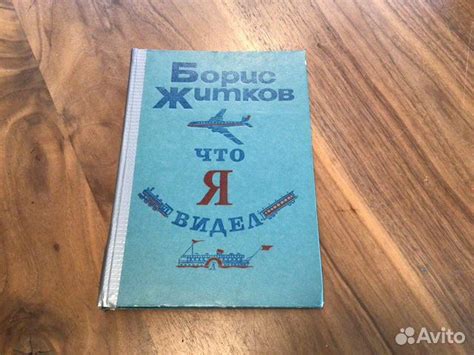 Борис
Житков
что
Я
видел
Avito